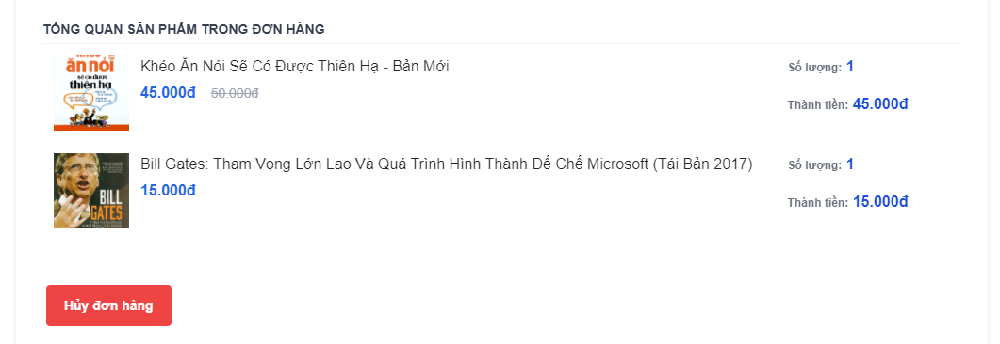 TỔNG QUAN SẢN PHẨM TRONG ĐƠN HÀNG
ăn nói
sẽ có được
thiên hạ
Khéo Ăn Nói Sẽ Có Được Thiên Hạ - Bản Mới
45.000đ 50.000đ
Số lượng: 1
Thành tiền: 45.000đ
BILL
GATES
Bill Gates: Tham Vọng Lớn Lao Và Quá Trình Hình Thành Đế Chế Microsoft (Tái Bản 2017)
15.000đ
Số lượng: 1
Thành tiền: 15.000đ
Hủy đơn hàng